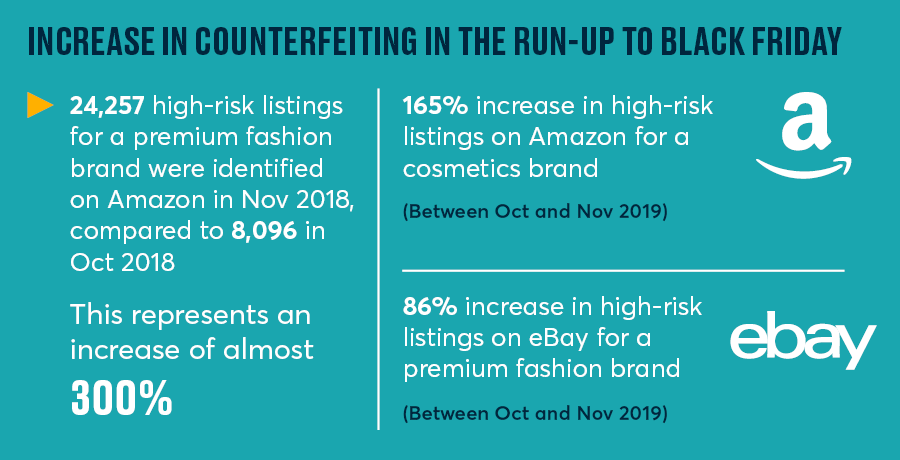 INCREASE IN COUNTERFEITING IN THE RUN-UP TO BLACK FRIDAY
24,257 high-risk listings
for a premium fashion
brand were identified
on Amazon in Nov 2018,
compared to 8,096 in
Oct 2018
This represents an
increase of almost
300%
165% increase in high-risk
listings on Amazon for a
cosmetics brand
(Between Oct and Nov 2019)
a
86% increase in high-risk
listings on eBay for a
premium fashion brand
(Between Oct and Nov 2019)
ebay